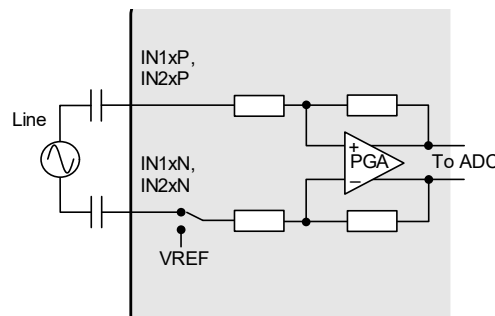 IN1xP,
IN2xP
Line
IN1xN,
IN2xN
+
PGA
−
To ADC
VREF